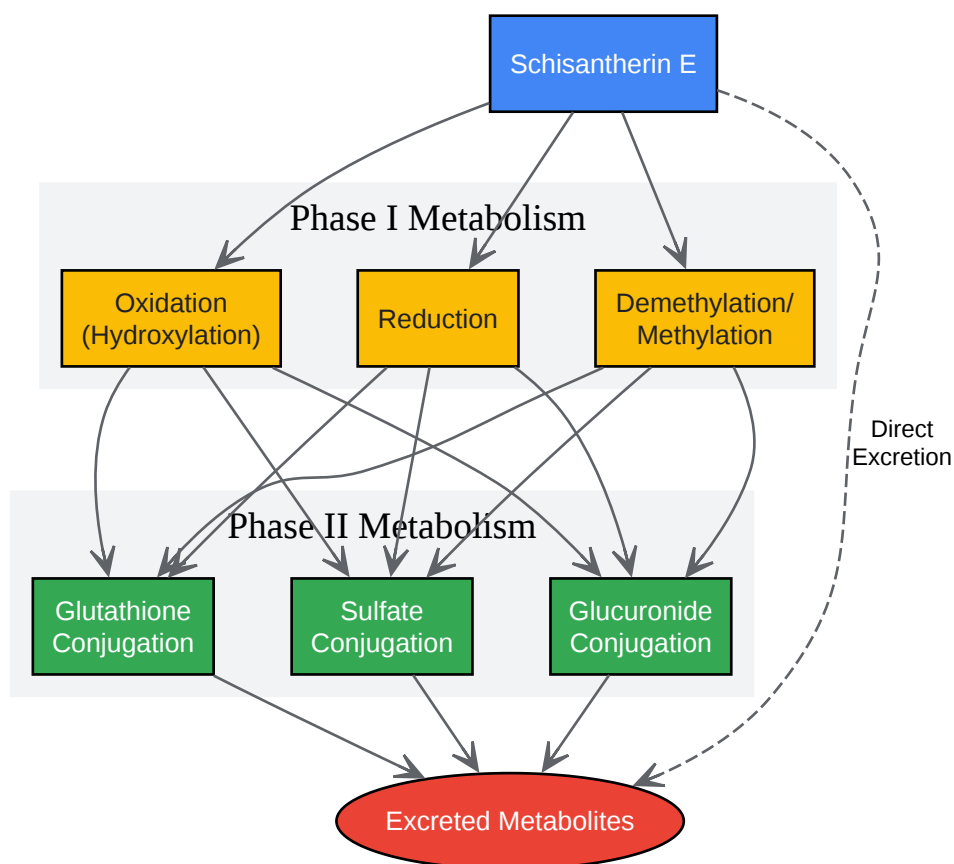 Schisantherin E
Phase I Metabolism
Oxidation
(Hydroxylation)
Reduction
Demethylation/
Methylation
Direct
Excretion
Phase II Metabolism
Glutathione
Conjugation
Sulfate
Conjugation
Glucuronide
Conjugation
Excreted Metabolites